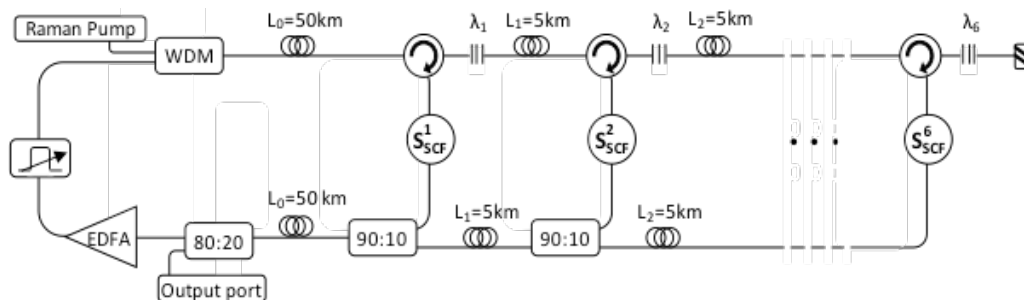 Raman Pump
WDM
L₀=50km
λ₁
L₁=5km
λ₂
L₂=5km
λ₆
S¹SCF
S²SCF
S⁶SCF
EDFA
80:20
L₀=50 km
90:10
L₁=5km
90:10
L₂=5km
Output port